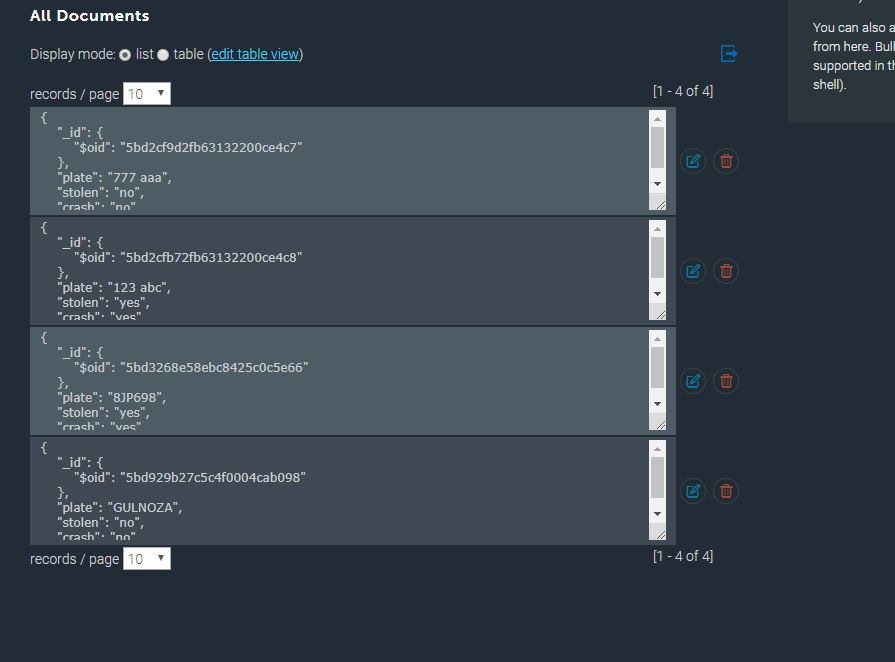 All Documents
Display mode: list table (edit table view)
records / page 10
[1 - 4 of 4]
{
"_id": {
"$oid": "5bd2cf9d2fb63132200ce4c7"
},
"plate": "777 aaa",
"stolen": "no",
"crash": "no"
{
"_id": {
"$oid": "5bd2cfb72fb63132200ce4c8"
},
"plate": "123 abc",
"stolen": "yes",
"crash": "yes"
{
"_id": {
"$oid": "5bd3268e58ebc8425c0c5e66"
},
"plate": "8JP698",
"stolen": "yes",
"crash": "yes"
{
"_id": {
"$oid": "5bd929b27c5c4f0004cab098"
},
"plate": "GULNOZA",
"stolen": "no",
"crash": "no"
records / page 10
[1 - 4 of 4]
You can also a
from here. Bul
supported in th
shell).